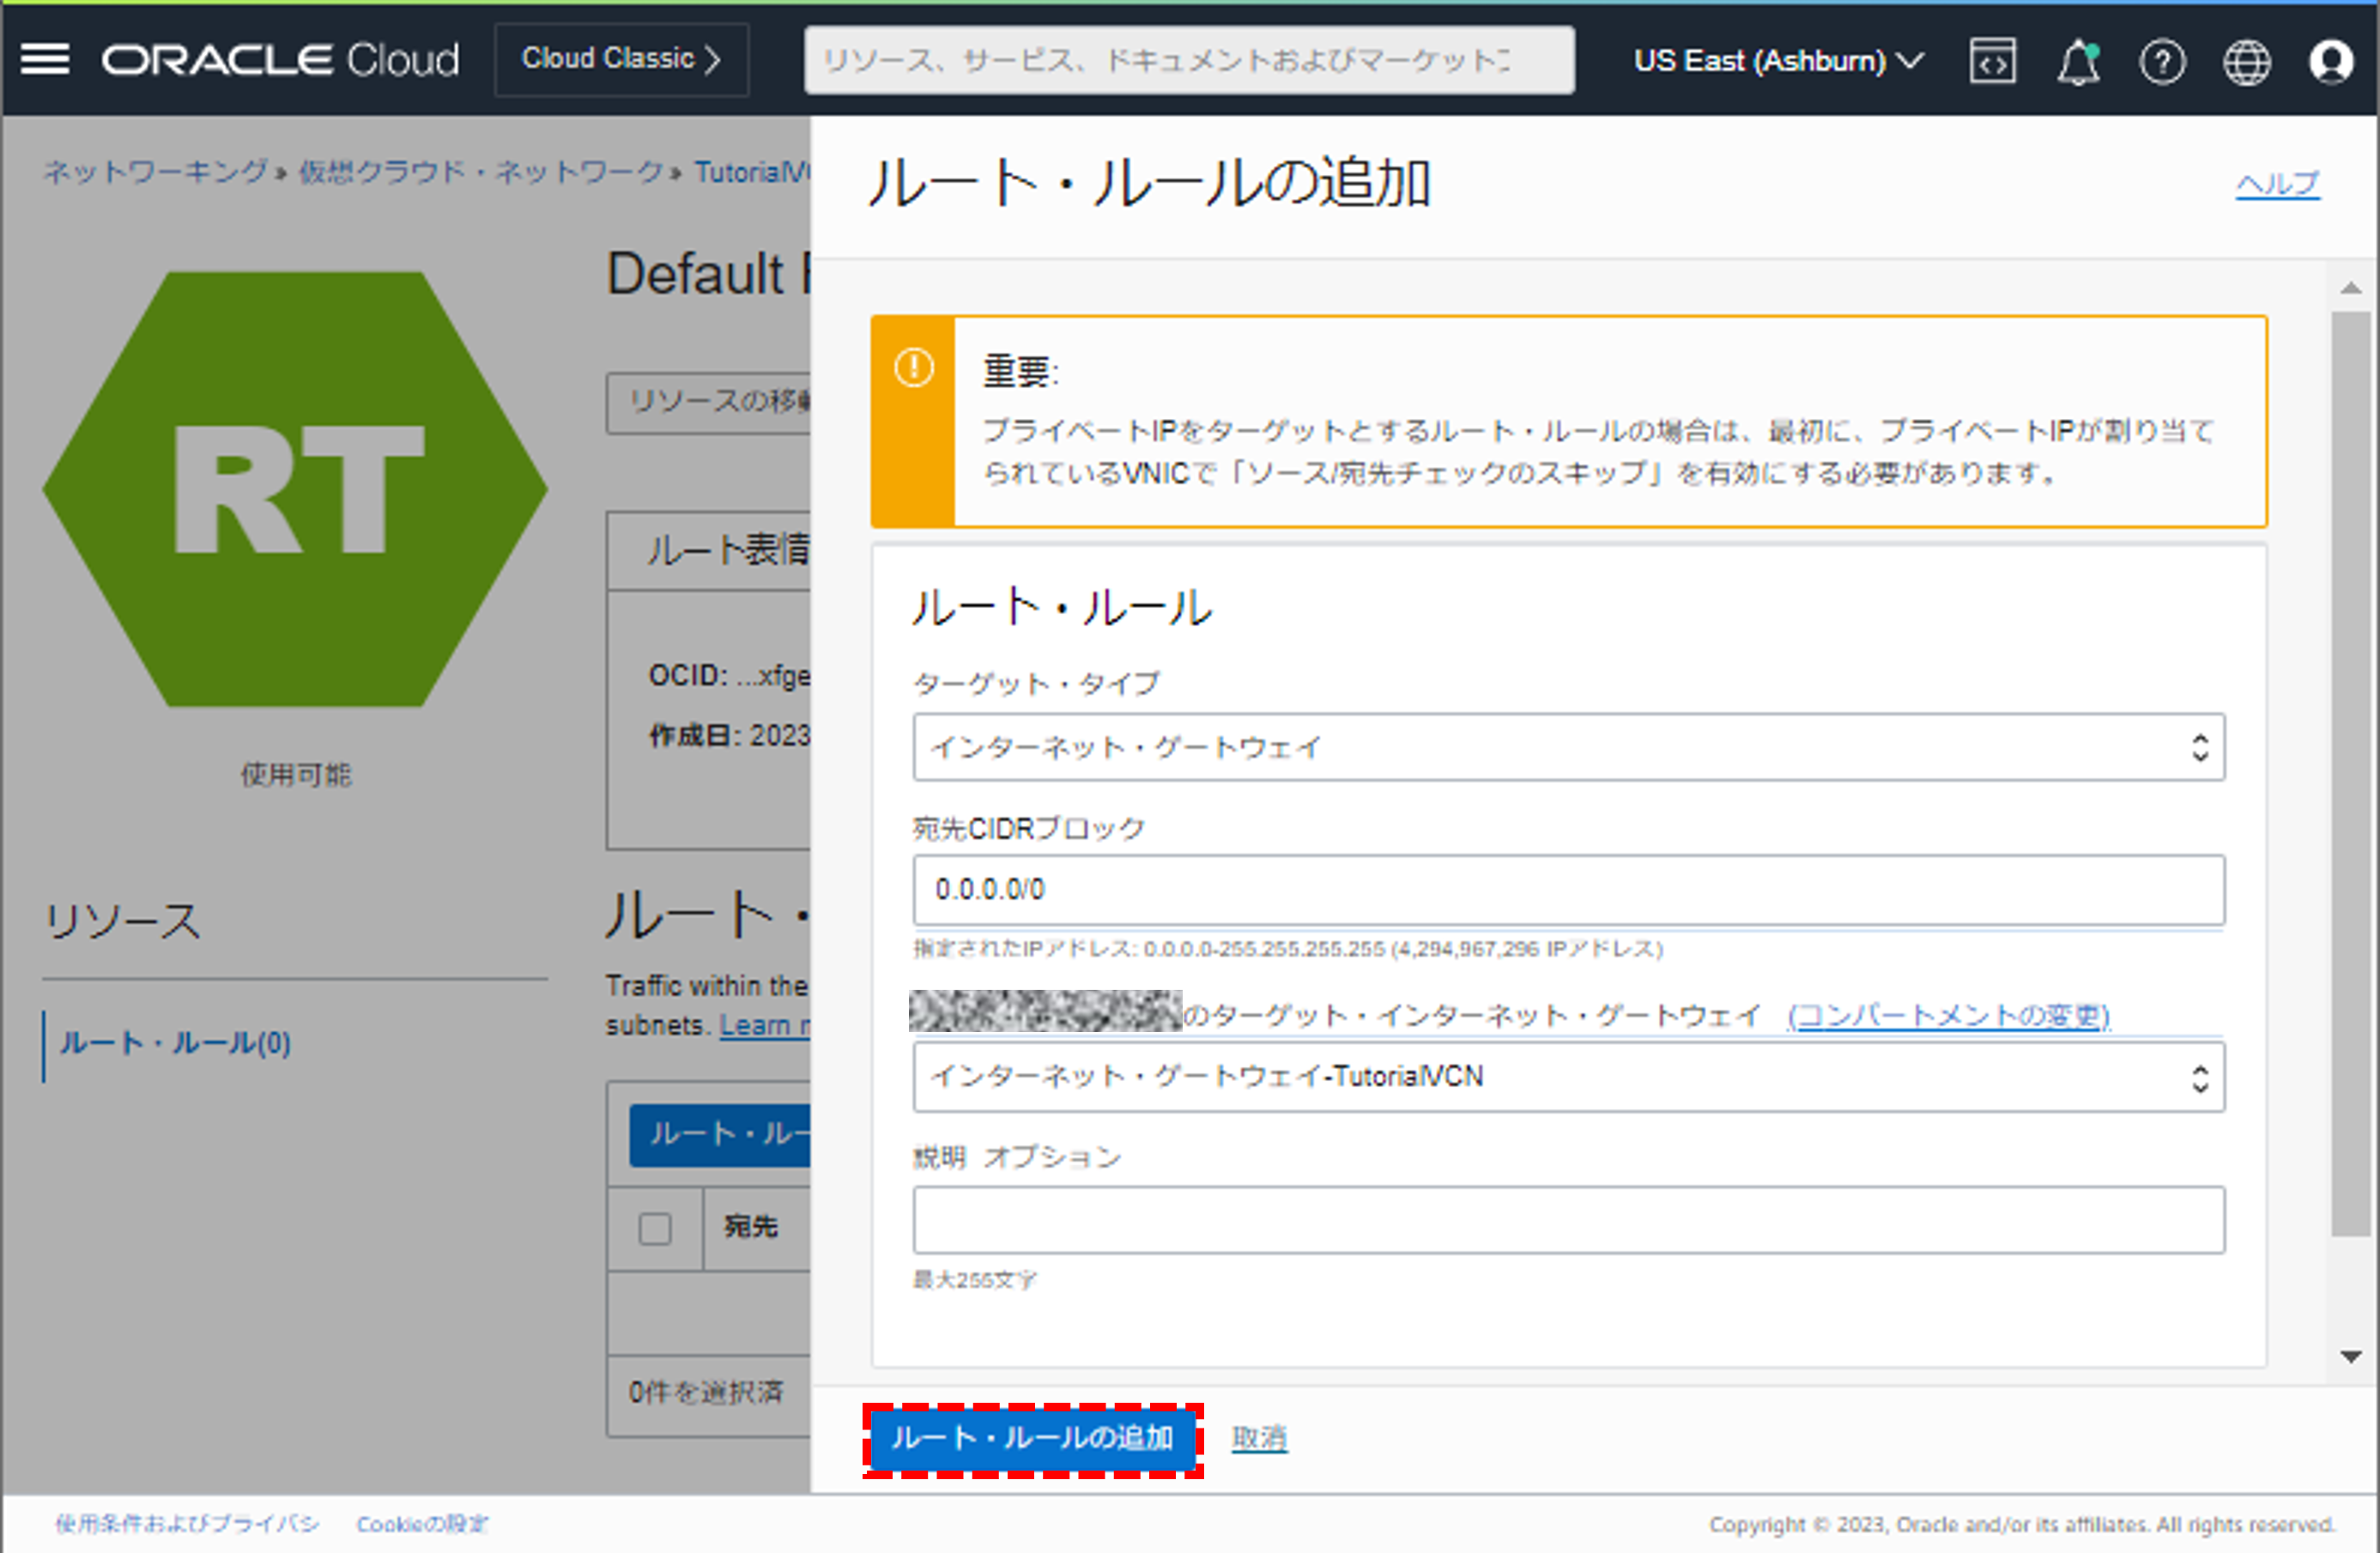 ORACLE Cloud
Cloud Classic
リソース、サービス、ドキュメントおよびマーケット
US East (Ashburn)
ネットワーキング » 仮想クラウド・ネットワーク »
RT
使用可能
リソース
ルート・ルール(0)
Default
リソースの移
ルート表情
OCID: ...xfge
作成日: 2023
ルート・
Traffic within the
subnets. Learn
ルート・ルー
宛先
0件を選択済
ルート・ルールの追加
ヘルプ
重要:
プライベートIPをターゲットとするルート・ルールの場合は、最初に、プライベートIPが割り当て
られているVNICで「ソース/宛先チェックのスキップ」を有効にする必要があります。
ルート・ルール
ターゲット・タイプ
インターネット・ゲートウェイ
宛先CIDRブロック
0.0.0.0/0
指定されたIPアドレス: 0.0.0.0-255.255.255.255 (4,294,967,296 IPアドレス)
のターゲット・インターネット・ゲートウェイ (コンパートメントの変更)
インターネット・ゲートウェイ-TutorialVCN
説明 オプション
最大255文字
ルート・ルールの追加
取消
使用条件およびプライバシ
Cookieの設定
Copyright © 2023, Oracle and/or its affiliates. All rights reserved.